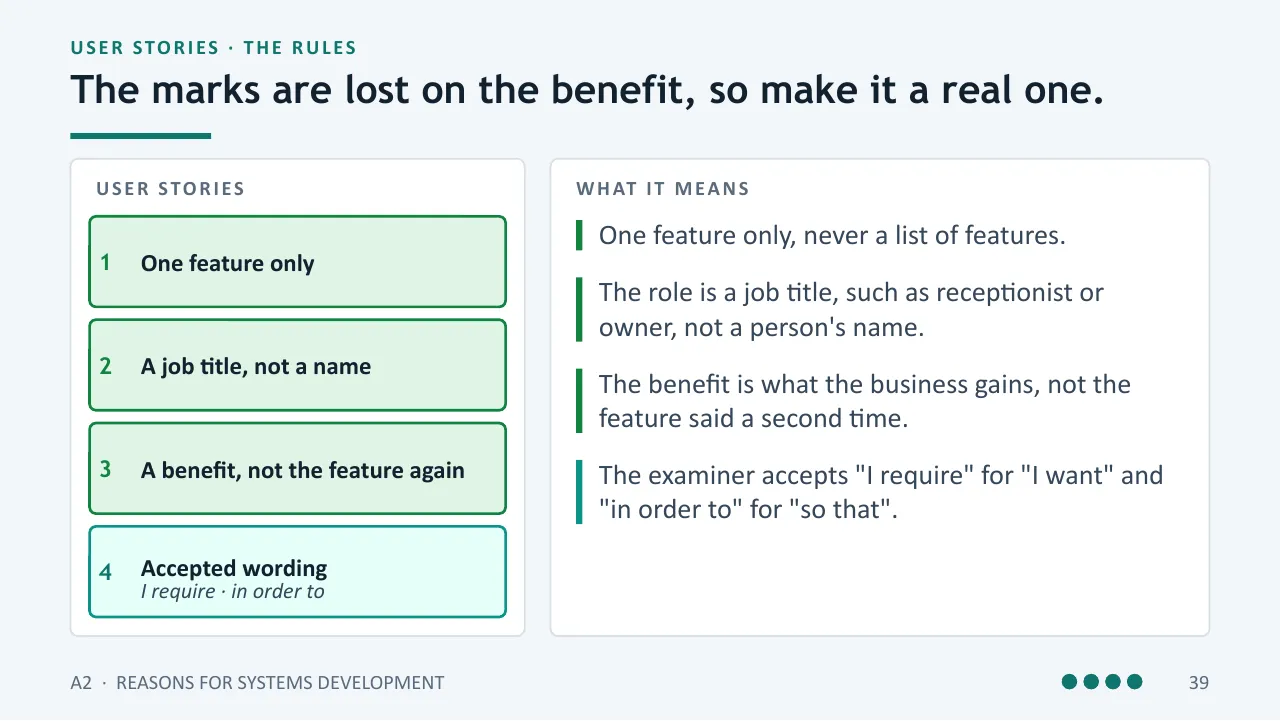 USER STORIES · THE RULES
The marks are lost on the benefit, so make it a real one.
USER STORIES
1 One feature only
2 A job title, not a name
3 A benefit, not the feature again
4 Accepted wording
I require · in order to
WHAT IT MEANS
One feature only, never a list of features.
The role is a job title, such as receptionist or
owner, not a person's name.
The benefit is what the business gains, not the
feature said a second time.
The examiner accepts "I require" for "I want" and
"in order to" for "so that".
A2 · REASONS FOR SYSTEMS DEVELOPMENT
39